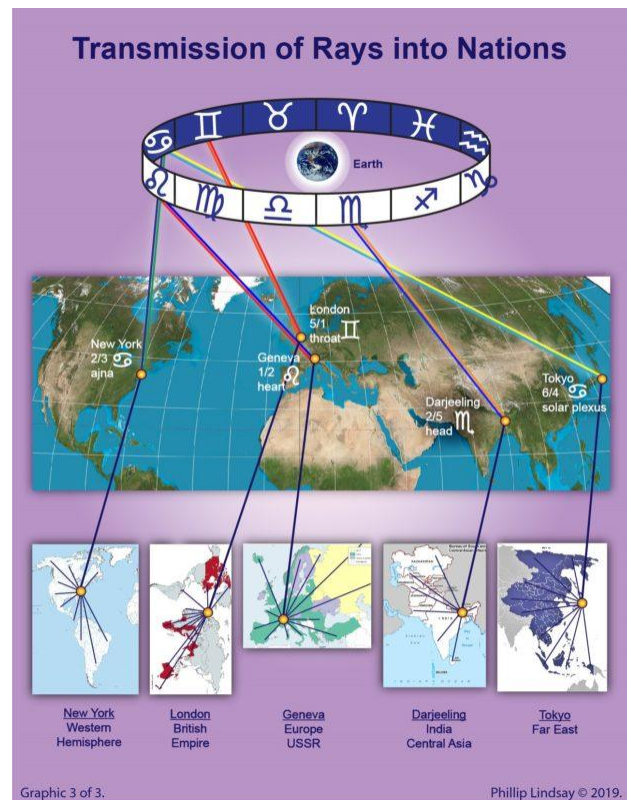 Transmission of Rays into Nations
♊ ♉ ♈ ♓ ♒
♋
Earth
♌ ♍ ♎ ♏ ♐ ♑
London
5/1 ♊
throat
New York
2/3 ♋
ajna
Geneva
1/2 ♌
heart
Tokyo
6/4 ♋
solar plexus
Darjeeling
2/5 ♏
head
New York
Western
Hemisphere
London
British
Empire
Geneva
Europe
USSR
Darjeeling
India
Central Asia
Tokyo
Far East
Graphic 3 of 3.
Phillip Lindsay © 2019.